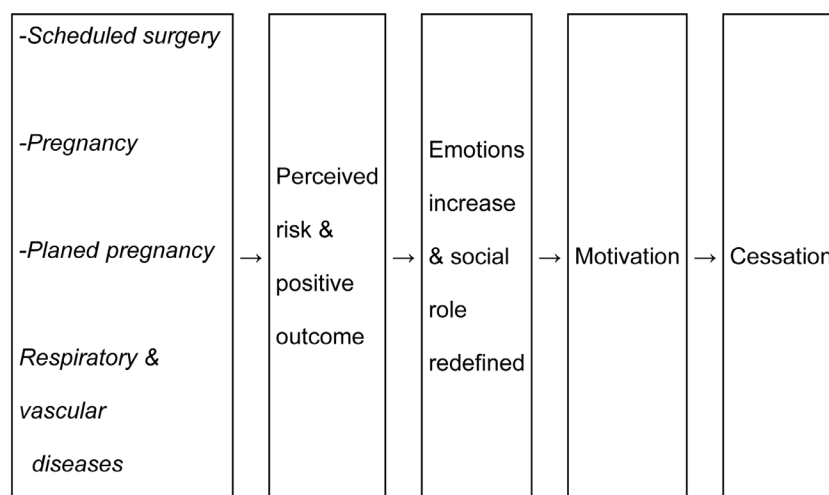 -Scheduled surgery
-Pregnancy
-Planed pregnancy
Respiratory &
vascular
diseases
→
Perceived
risk &
positive
outcome
→
Emotions
increase
& social
role
redefined
→
Motivation
→
Cessation